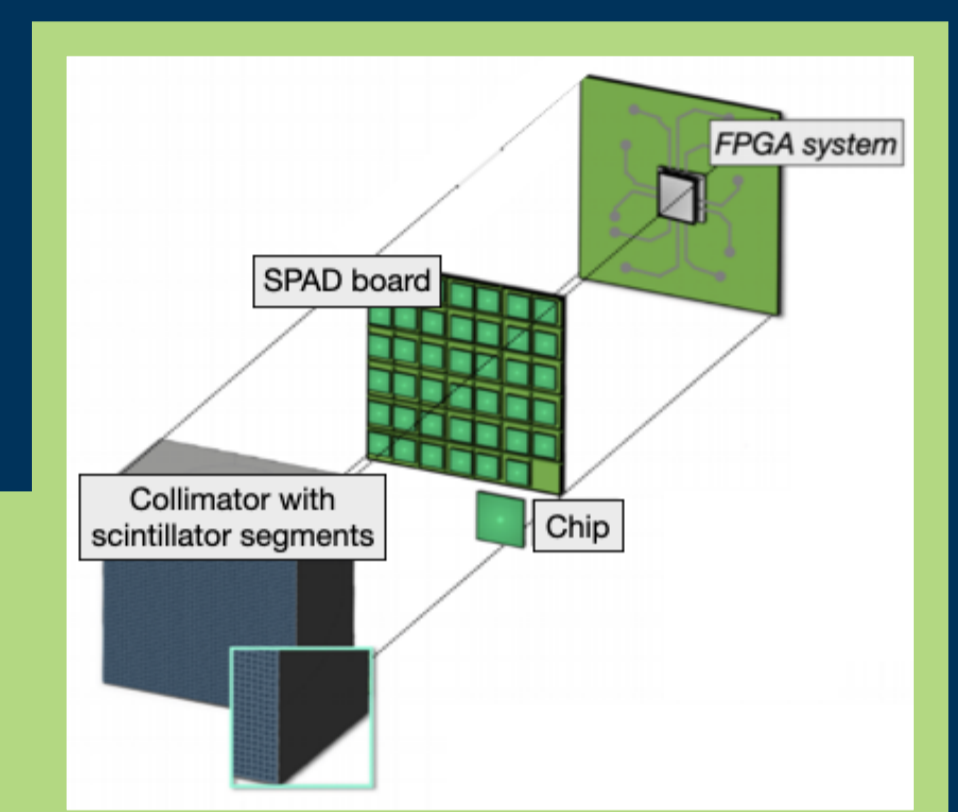 FPGA system
SPAD board
Collimator with
scintillator segments
Chip